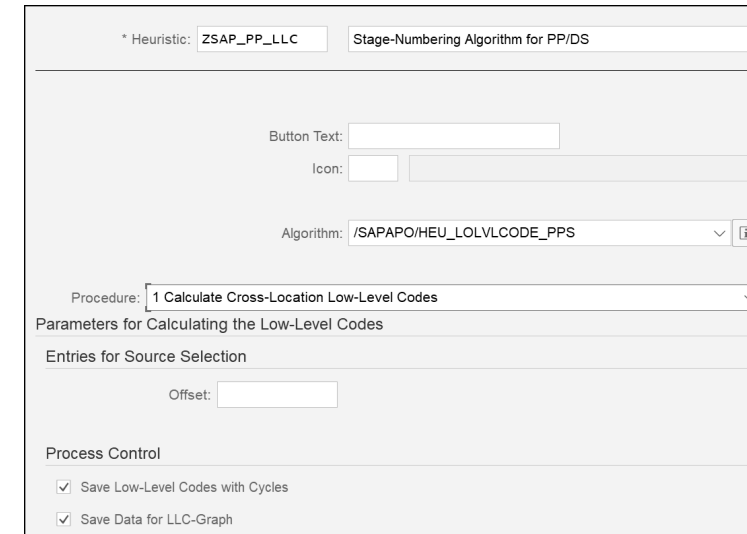 * Heuristic: ZSAP_PP_LLC Stage-Numbering Algorithm for PP/DS
Button Text:
Icon:
Algorithm: /SAPAPO/HEU_LOLVLCODE_PPS
Procedure: 1 Calculate Cross-Location Low-Level Codes
Parameters for Calculating the Low-Level Codes
Entries for Source Selection
Offset:
Process Control
Save Low-Level Codes with Cycles
Save Data for LLC-Graph